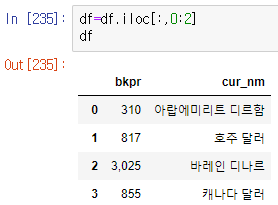 In [235]: df=df.iloc[:,0:2]
df
Out[235]:
bkpr cur_nm
0 310 아랍에미리트 디르함
1 817 호주 달러
2 3,025 바레인 디나르
3 855 캐나다 달러